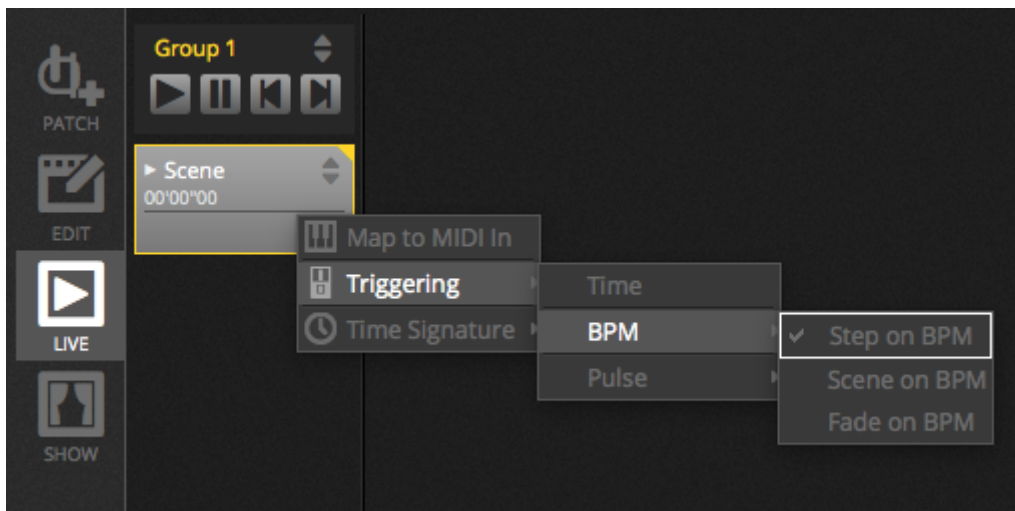 PATCH
EDIT
LIVE
SHOW
Group 1
Scene
00'00"00
Map to MIDI In
Triggering
Time Signature
Time
BPM
Pulse
Step on BPM
Scene on BPM
Fade on BPM